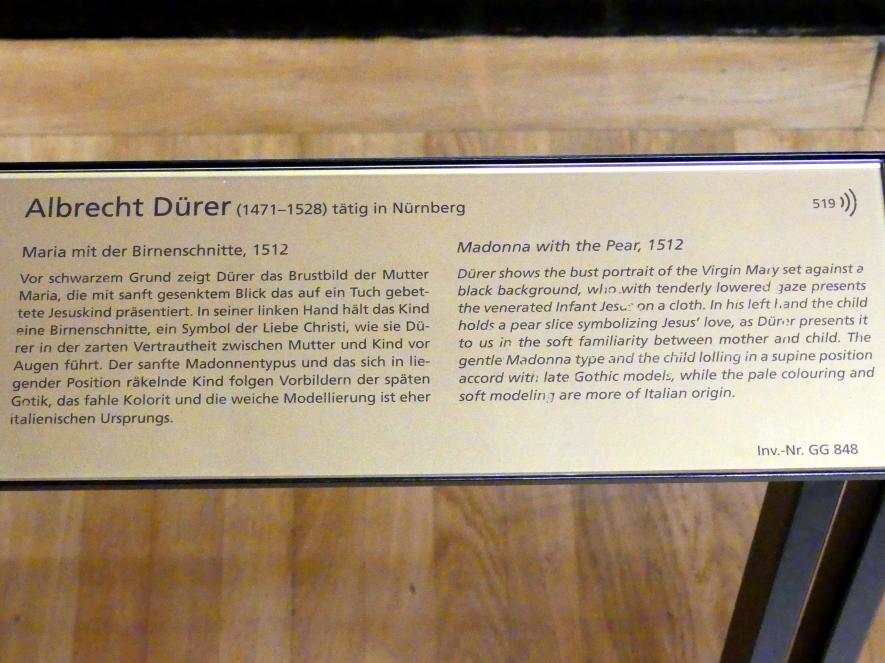 Albrecht Dürer (1471–1528) tätig in Nürnberg
519
Maria mit der Birnenschnitte, 1512
Vor schwarzem Grund zeigt Dürer das Brustbild der Mutter
Maria, die mit sanft gesenktem Blick das auf ein Tuch gebet-
tete Jesuskind präsentiert. In seiner linken Hand hält das Kind
eine Birnenschnitte, ein Symbol der Liebe Christi, wie sie Dü-
rer in der zarten Vertrautheit zwischen Mutter und Kind vor
Augen führt. Der sanfte Madonnentypus und das sich in lie-
gender Position räkelnde Kind folgen Vorbildern der späten
Gotik, das fahle Kolorit und die weiche Modellierung ist eher
italienischen Ursprungs.
Madonna with the Pear, 1512
Dürer shows the bust portrait of the Virgin Mary set against a
black background, who with tenderly lowered gaze presents
the venerated Infant Jesus on a cloth. In his left hand the child
holds a pear slice symbolizing Jesus' love, as Dürer presents it
to us in the soft familiarity between mother and child. The
gentle Madonna type and the child lolling in a supine position
accord with late Gothic models, while the pale colouring and
soft modeling are more of Italian origin.
Inv.-Nr. GG 848